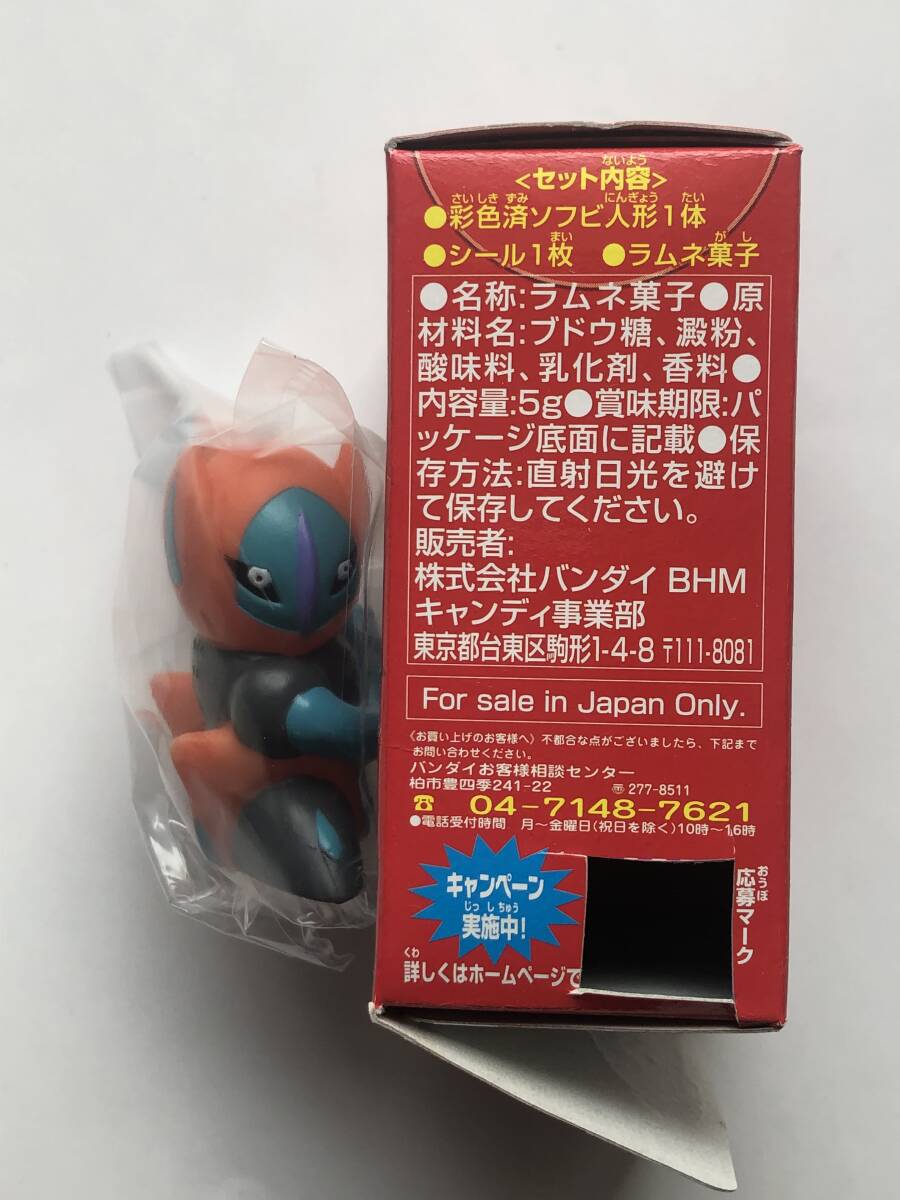 <セット内容>
ないよう
●彩色済ソフビ人形1体
さいしき ずみ にんぎょう たい
●シール1枚 ●ラムネ菓子
まい がし
●名称:ラムネ菓子●原
材料名:ブドウ糖、澱粉、
酸味料、乳化剤、香料●
内容量:5g●賞味期限:パ
ッケージ底面に記載●保
存方法:直射日光を避け
て保存してください。
販売者:
株式会社バンダイ BHM
キャンディ事業部
東京都台東区駒形1-4-8 〒111-8081
For sale in Japan Only.
〈お買い上げのお客様へ〉不都合な点がございましたら、下記まで
お問い合わせください。
バンダイお客様相談センター
柏市豊四季241-22 〠277-8511
☎ 04-7148-7621
●電話受付時間 月～金曜日(祝日を除く)10時～16時
キャンペーン
じっしちゅう
実施中!
くわ
詳しくはホームページで
おうぼ
応募マーク